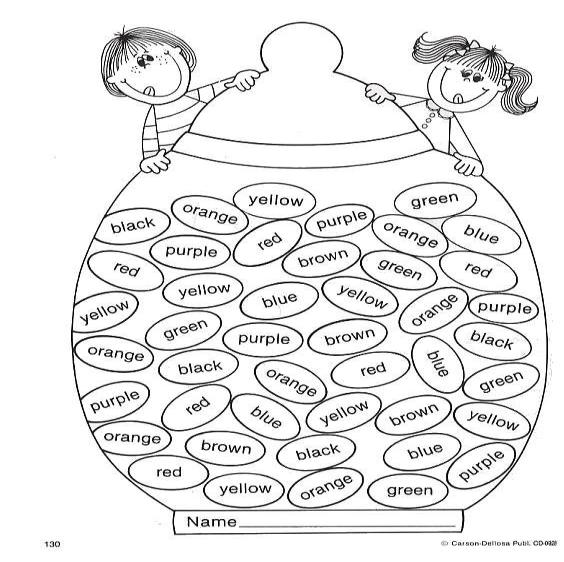 yellow green
black orange purple orange blue
purple red brown green red
red
yellow yellow blue yellow orange purple
green purple brown black
orange black orange red blue green
purple red blue yellow brown yellow
orange brown black blue purple
red yellow orange green
Name
130 © Carson-Dellosa Publ. CD-0928